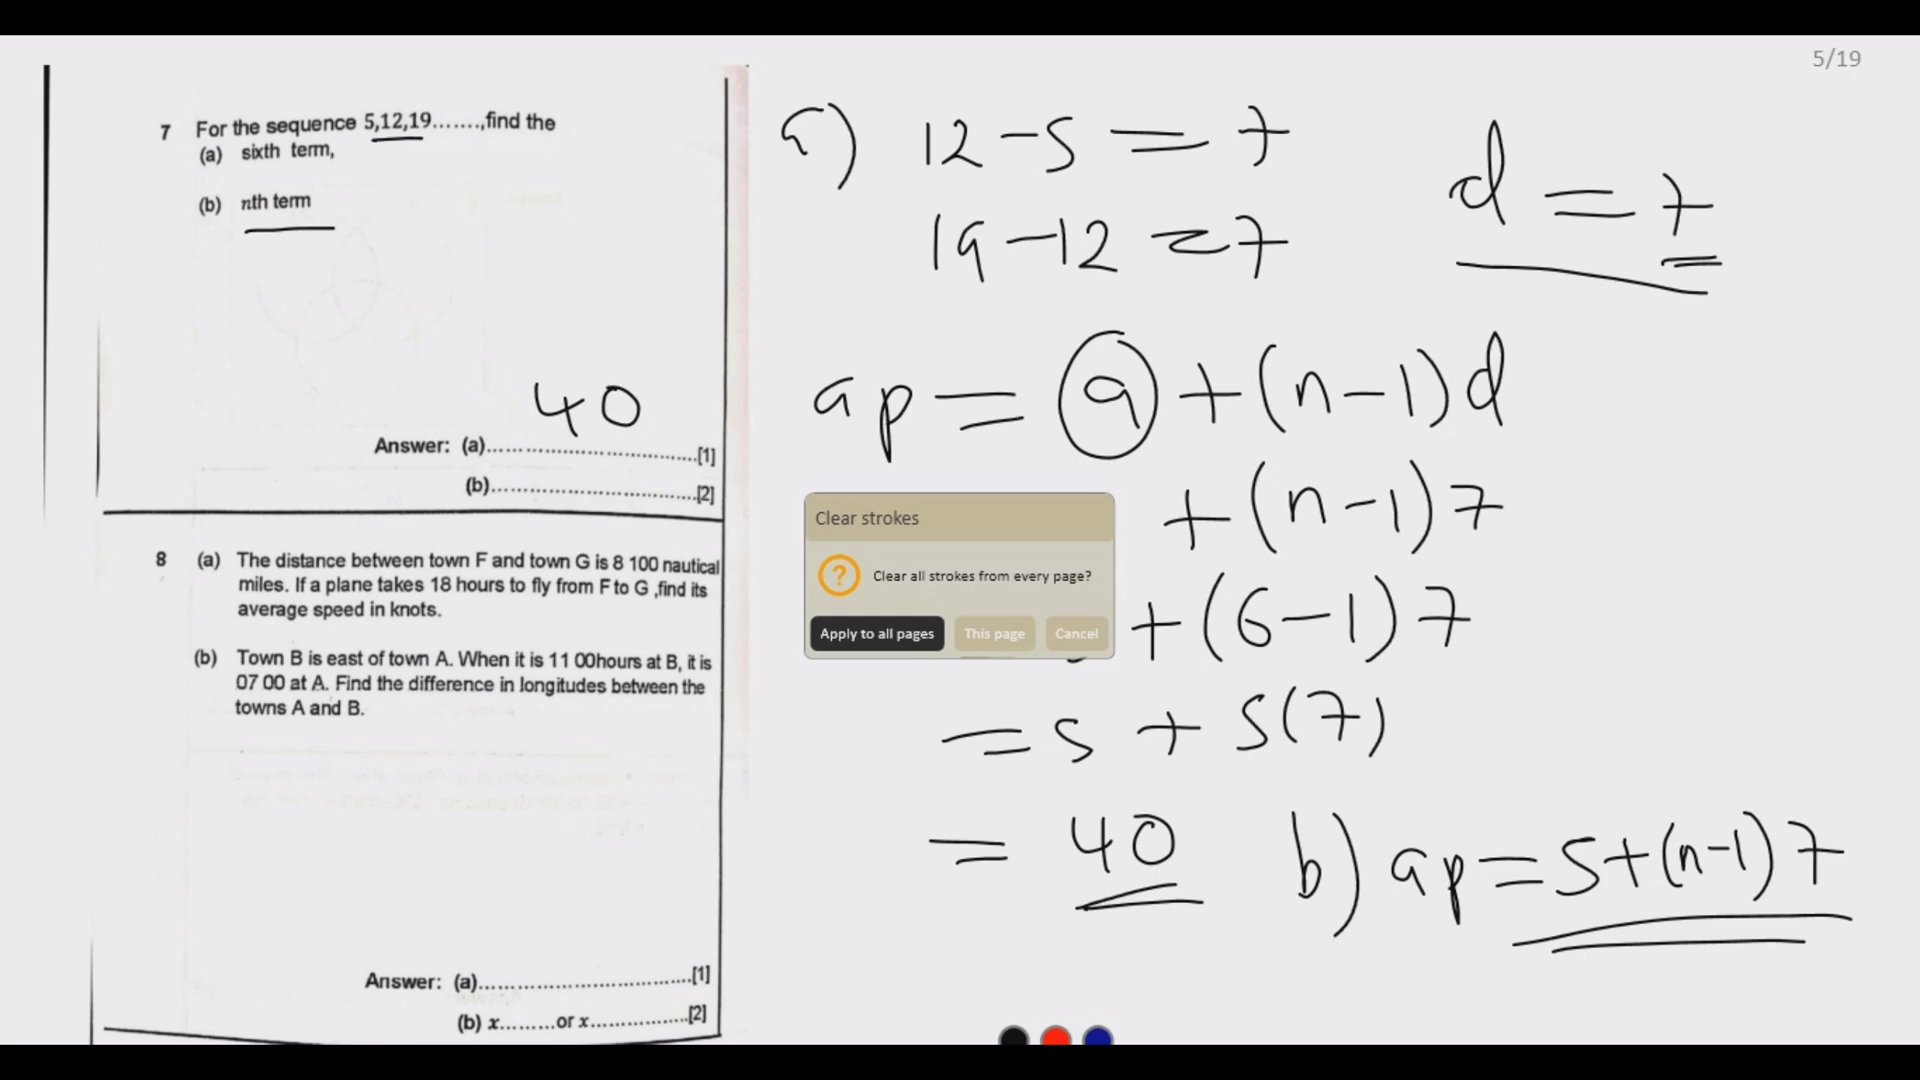 5/19
7 For the sequence 5,12,19.......,find the
(a) sixth term,
(b) nth term
40
Answer: (a)....................................[1]
(b)....................................[2]
8 (a) The distance between town F and town G is 8 100 nautical
miles. If a plane takes 18 hours to fly from F to G ,find its
average speed in knots.
(b) Town B is east of town A. When it is 11 00hours at B, it is
07 00 at A. Find the difference in longitudes between the
towns A and B.
Answer: (a)....................................[1]
(b) x.........or x................[2]
a) 12 - 5 = 7
19 - 12 = 7
d = 7
ap = a + (n - 1) d
+ (n - 1) 7
Clear strokes
? Clear all strokes from every page?
Apply to all pages This page Cancel
+ (6 - 1) 7
= 5 + 5(7)
= 40
b) ap = 5 + (n-1) 7